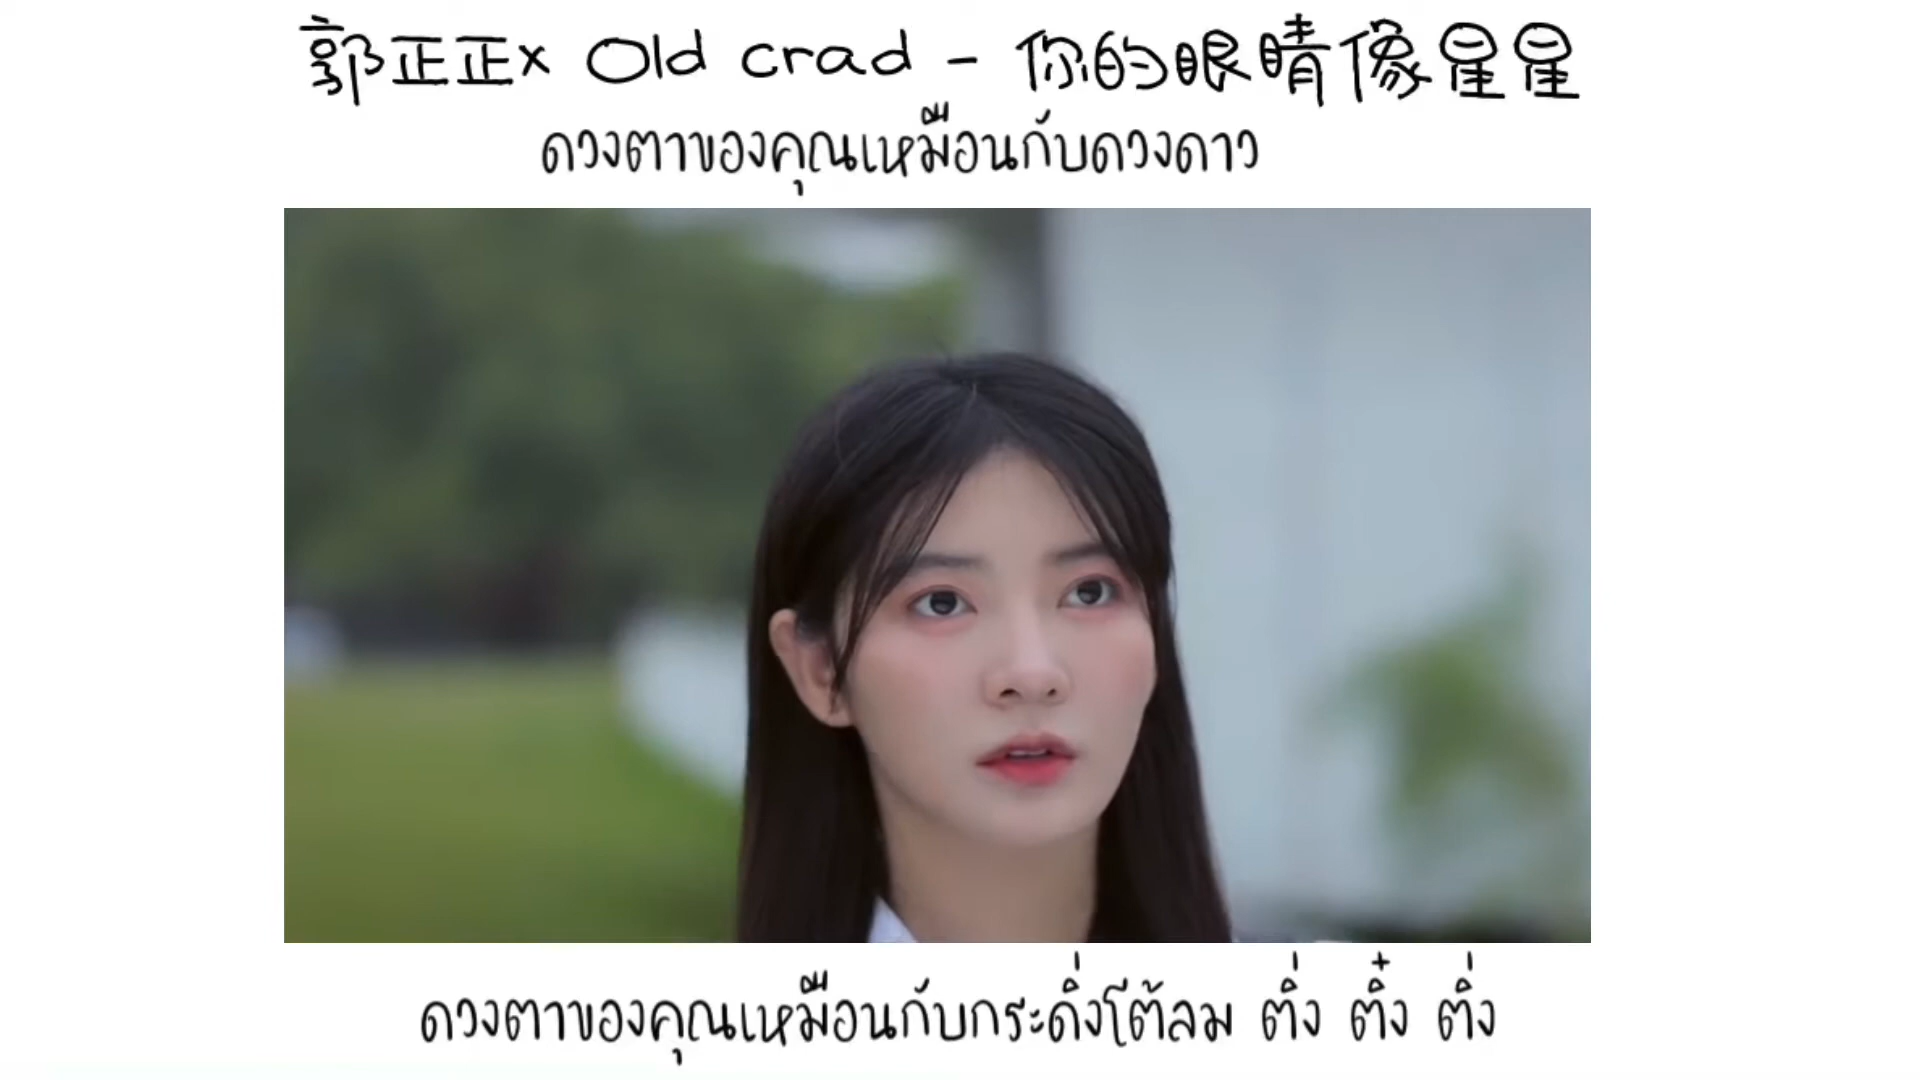 郭正正x Old crad - 你的眼睛像星星
ดวงตาของคุณเหมือนกับดวงดาว
ดวงตาของคุณเหมือนกับกระดิ่งโต้ลม ติ่ง ติ๋ง ติ่ง